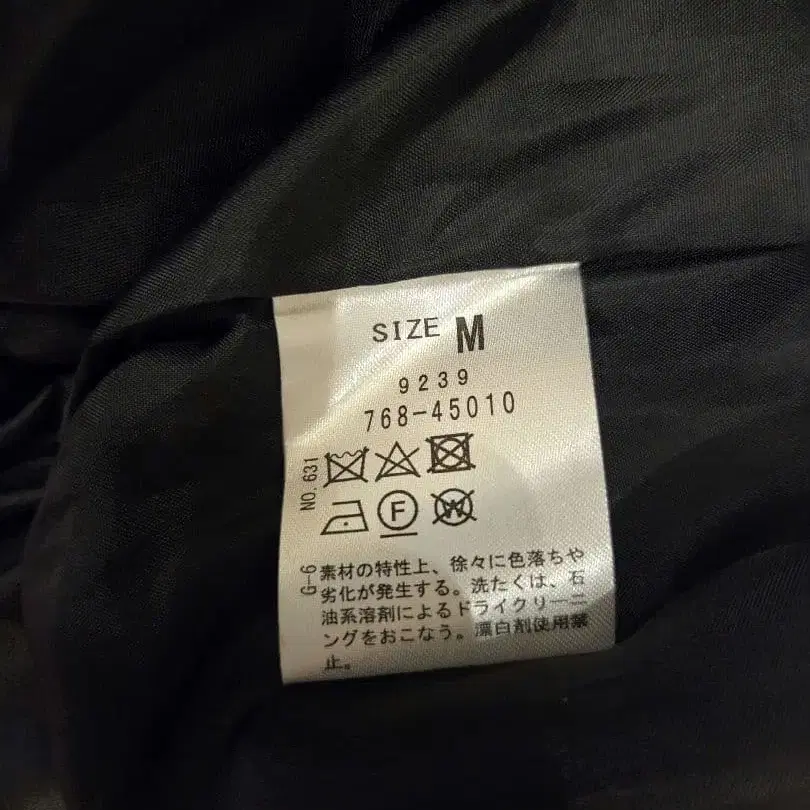 SIZE M
9239
768-45010
NO.631
F
W
G-6
素材の特性上、徐々に色落ちや
劣化が発生する。洗たくは、石
油系溶剤によるドライクリーニ
ングをおこなう。漂白剤使用禁
止。